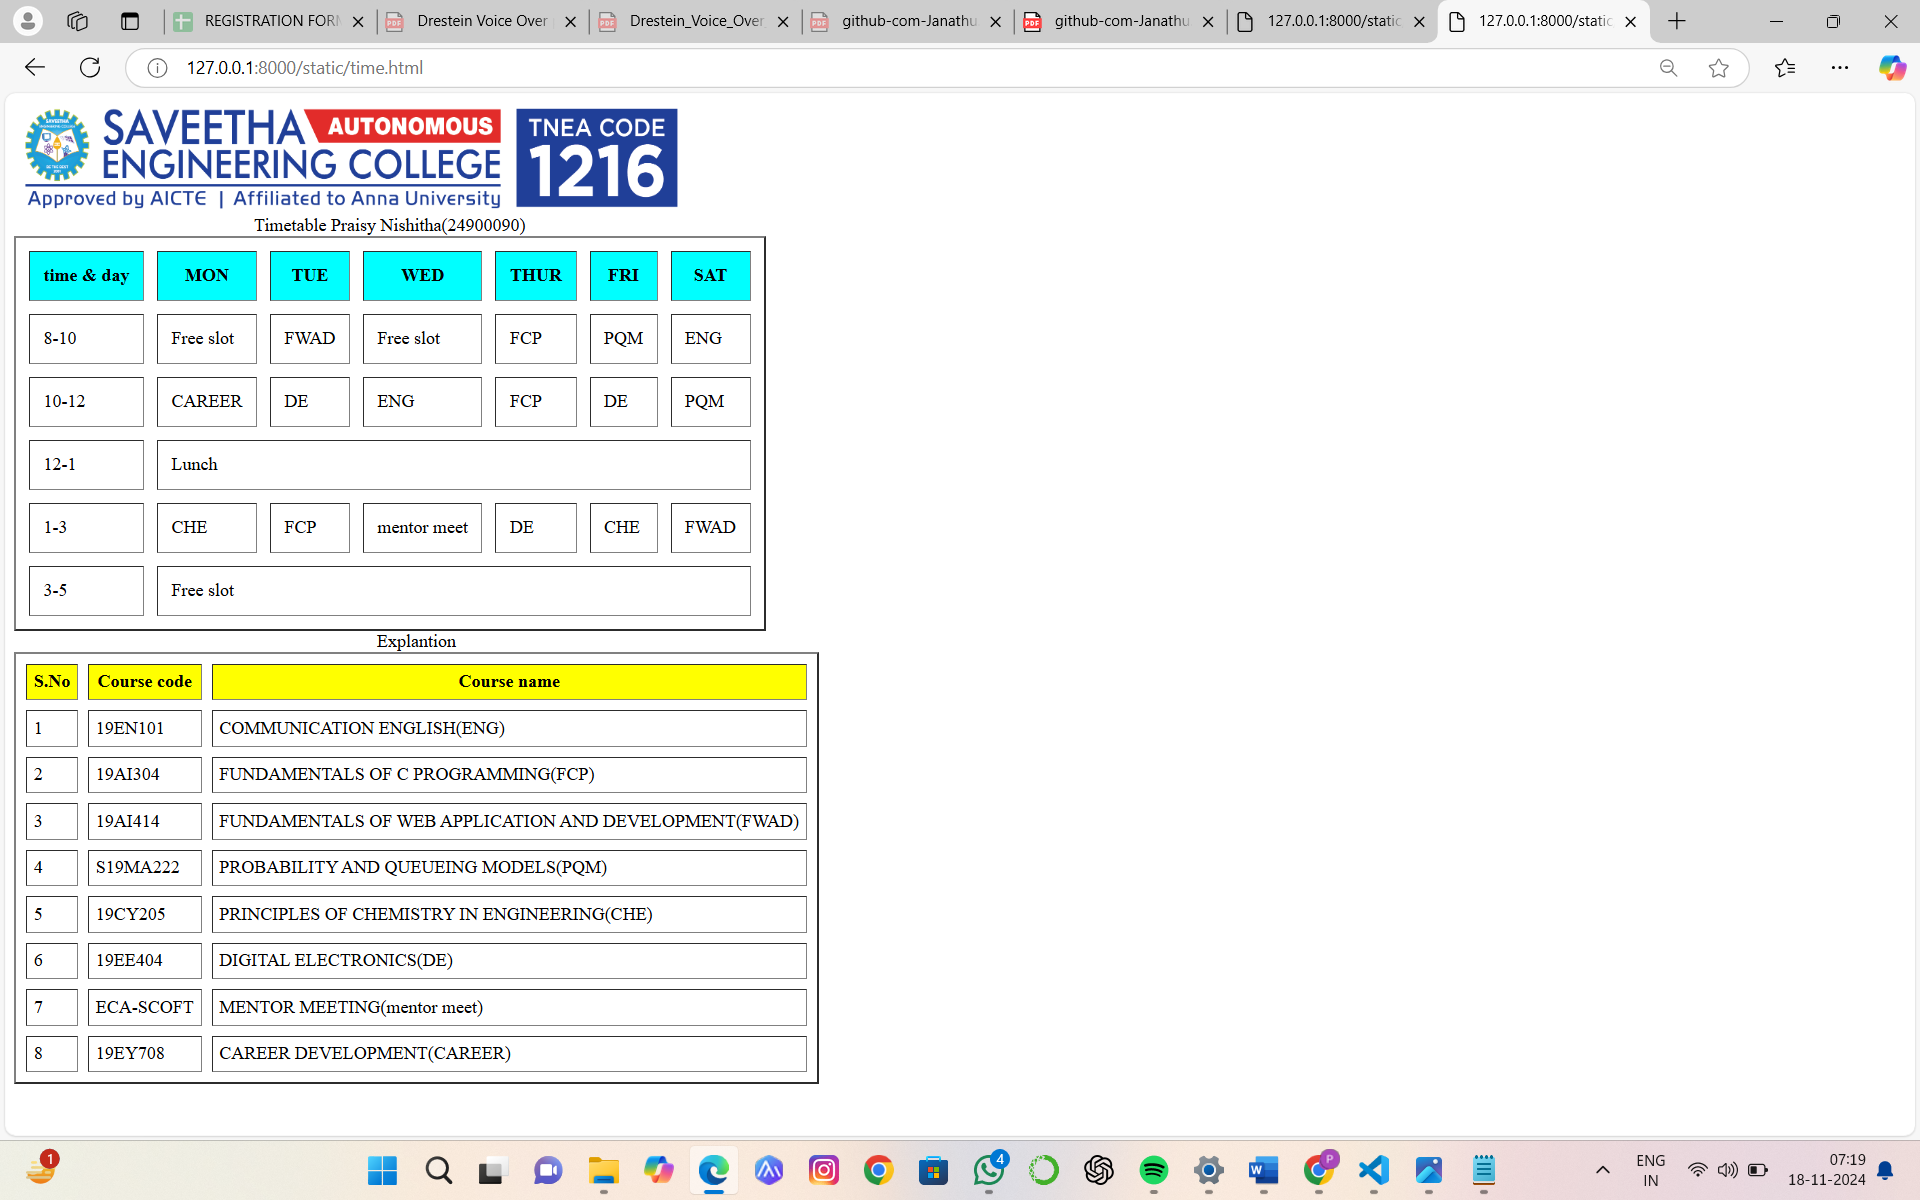 REGISTRATION FORM
Drestein Voice Over
Drestein_Voice_Over
github-com-Janathu
github-com-Janathu
127.0.0.1:8000/static
127.0.0.1:8000/static
127.0.0.1:8000/static/time.html
SAVEETHA AUTONOMOUS
ENGINEERING COLLEGE
Approved by AICTE | Affiliated to Anna University
TNEA CODE
1216
Timetable Praisy Nishitha(24900090)
time & day MON TUE WED THUR FRI SAT
8-10 Free slot FWAD Free slot FCP PQM ENG
10-12 CAREER DE ENG FCP DE PQM
12-1 Lunch
1-3 CHE FCP mentor meet DE CHE FWAD
3-5 Free slot
Explantion
S.No Course code Course name
1 19EN101 COMMUNICATION ENGLISH(ENG)
2 19AI304 FUNDAMENTALS OF C PROGRAMMING(FCP)
3 19AI414 FUNDAMENTALS OF WEB APPLICATION AND DEVELOPMENT(FWAD)
4 S19MA222 PROBABILITY AND QUEUEING MODELS(PQM)
5 19CY205 PRINCIPLES OF CHEMISTRY IN ENGINEERING(CHE)
6 19EE404 DIGITAL ELECTRONICS(DE)
7 ECA-SCOFT MENTOR MEETING(mentor meet)
8 19EY708 CAREER DEVELOPMENT(CAREER)
1
4
P
ENG
IN
07:19
18-11-2024